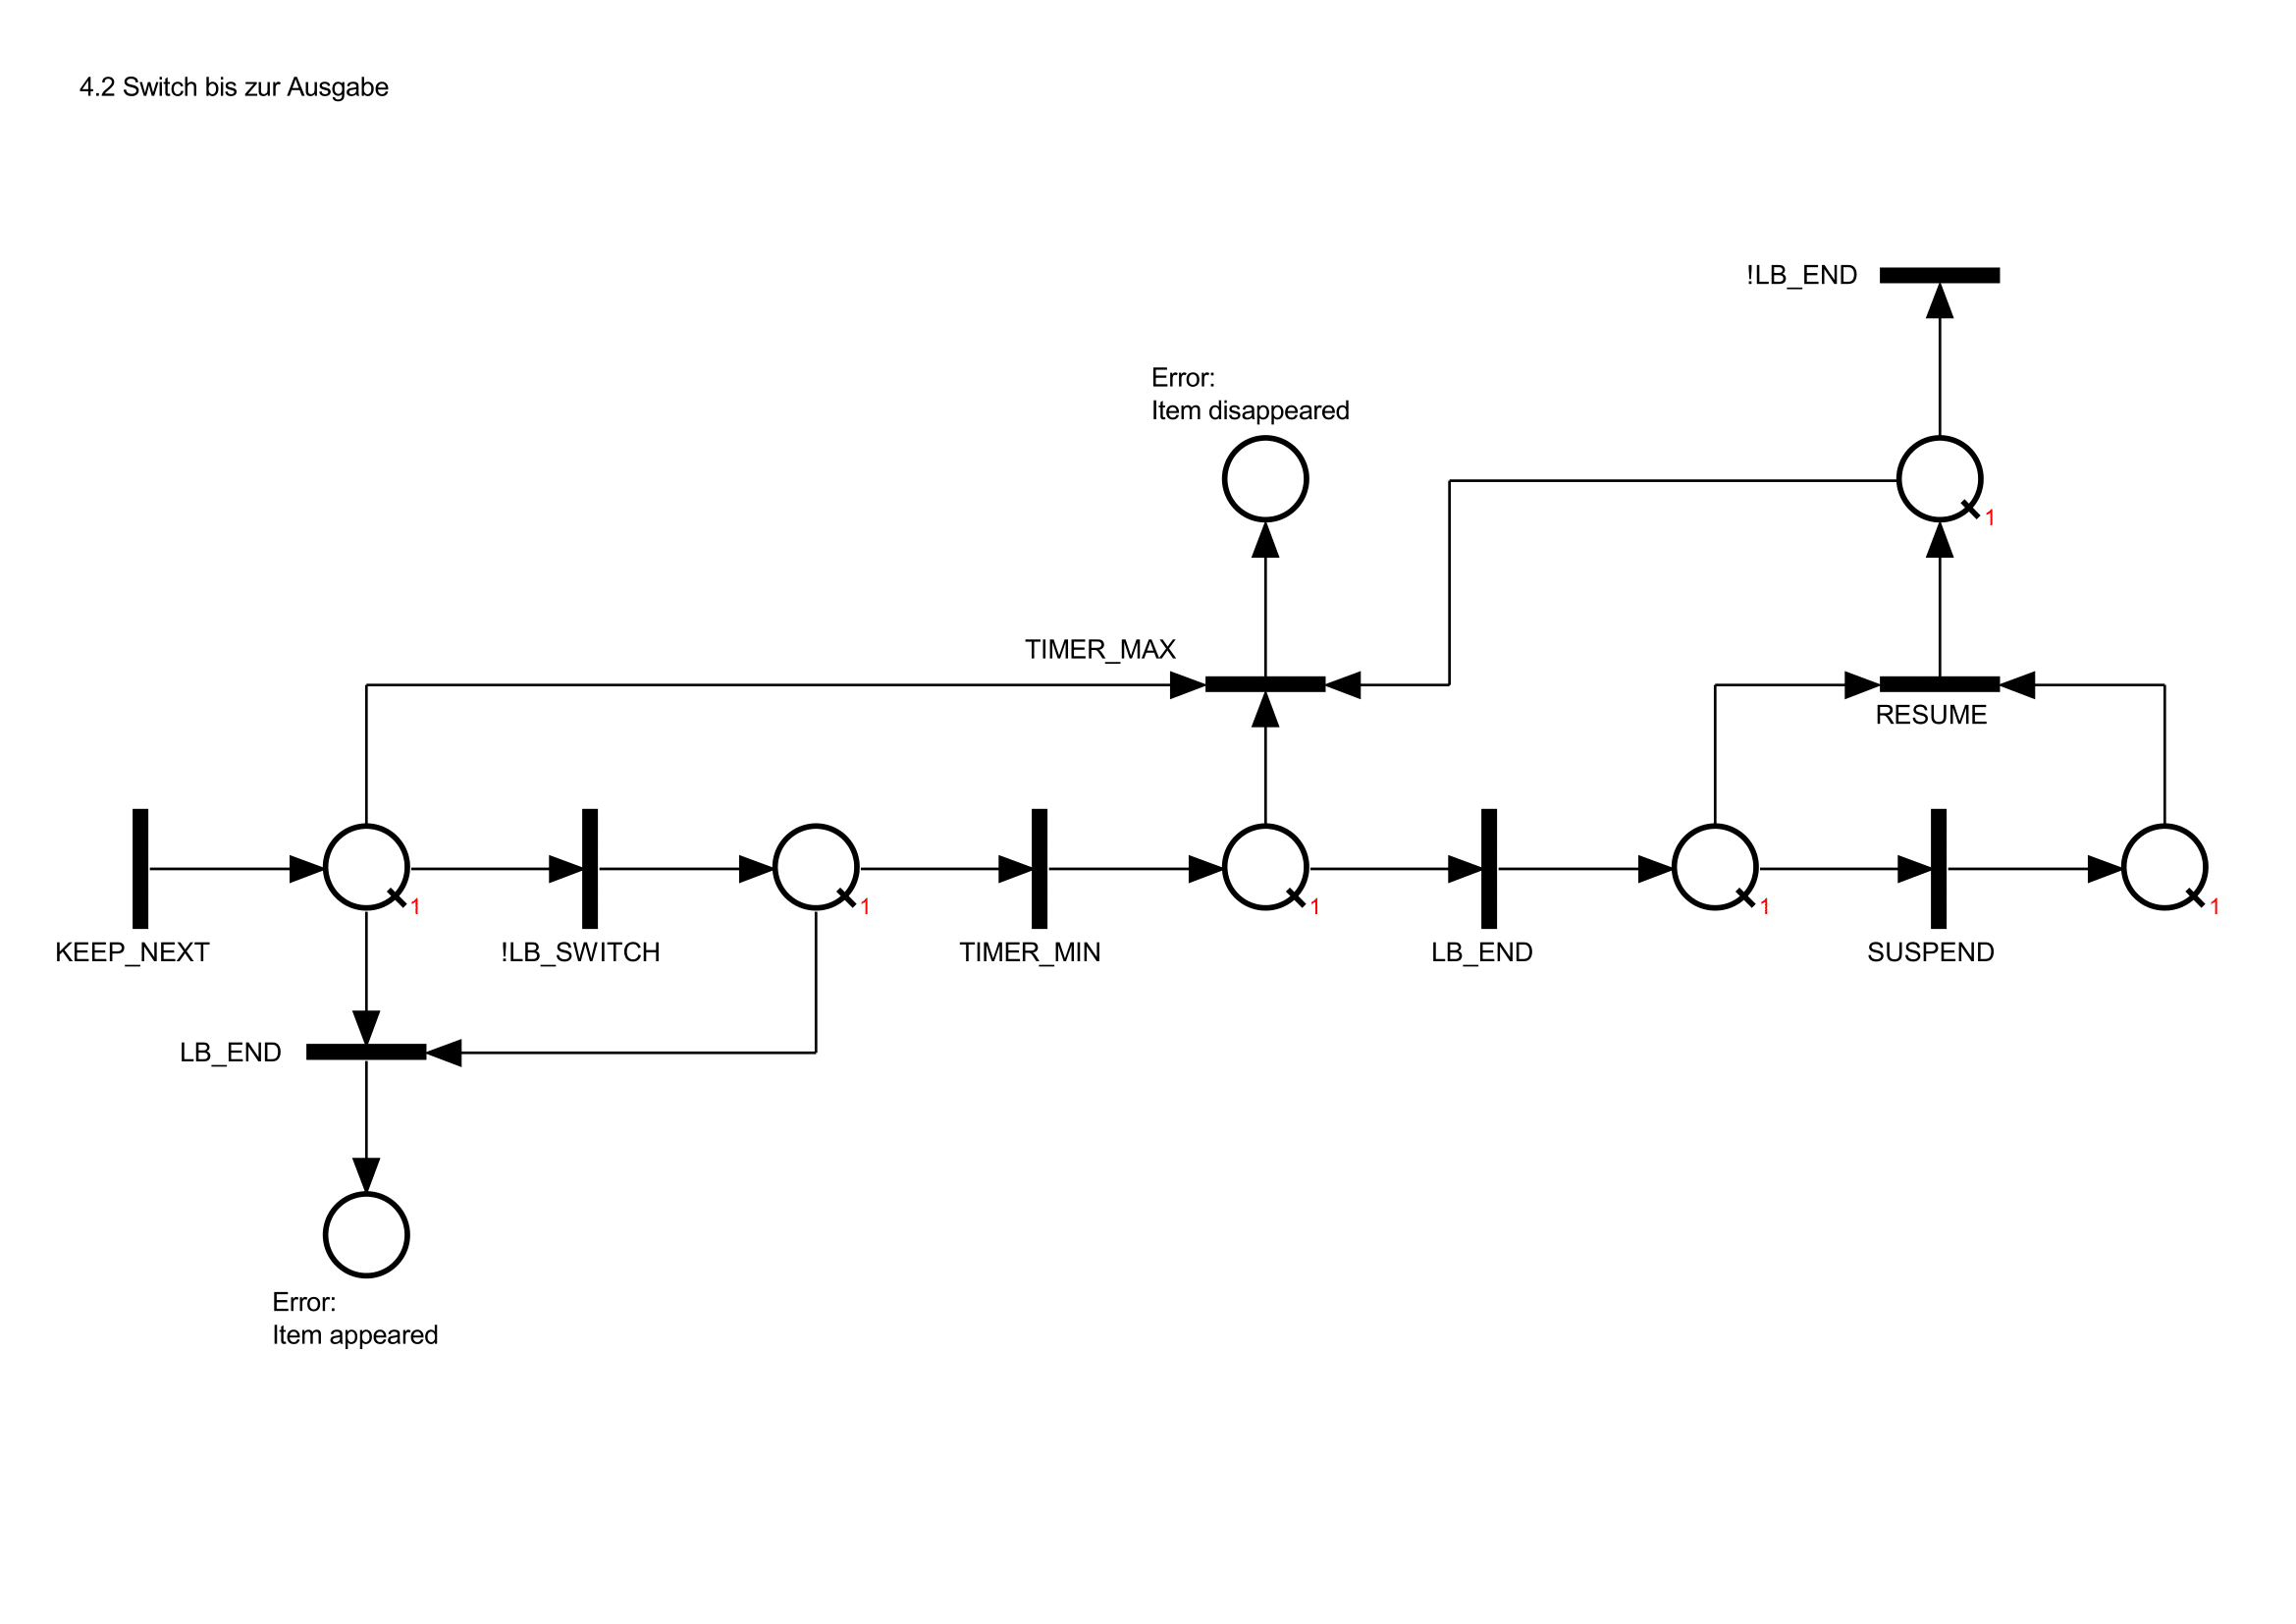 4.2 Switch bis zur Ausgabe
!LB_END
Error:
Item disappeared
1
TIMER_MAX
RESUME
1
1
1
1
1
KEEP_NEXT
!LB_SWITCH
TIMER_MIN
LB_END
SUSPEND
LB_END
Error:
Item appeared